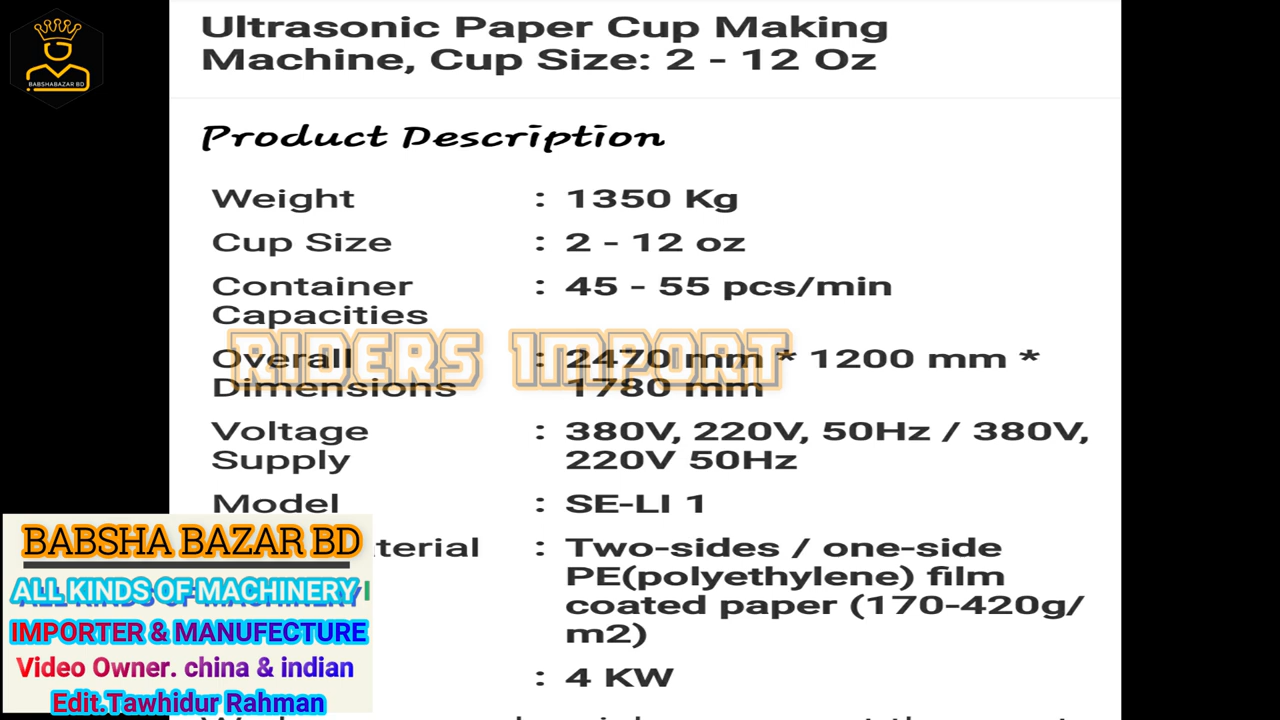 Ultrasonic Paper Cup Making
Machine, Cup Size: 2 - 12 Oz
BABSHABAZAR BD
Product Description
Weight : 1350 Kg
Cup Size : 2 - 12 oz
Container : 45 - 55 pcs/min
Capacities
RIDERS 1MPORT
Overall : 2470 mm * 1200 mm *
Dimensions 1780 mm
Voltage : 380V, 220V, 50Hz / 380V,
Supply 220V 50Hz
Model : SE-LI 1
terial : Two-sides / one-side
PE(polyethylene) film
coated paper (170-420g/
m2)
: 4 KW
BABSHA BAZAR BD
ALL KINDS OF MACHINERY
IMPORTER & MANUFECTURE
Video Owner. china & indian
Edit.Tawhidur Rahman